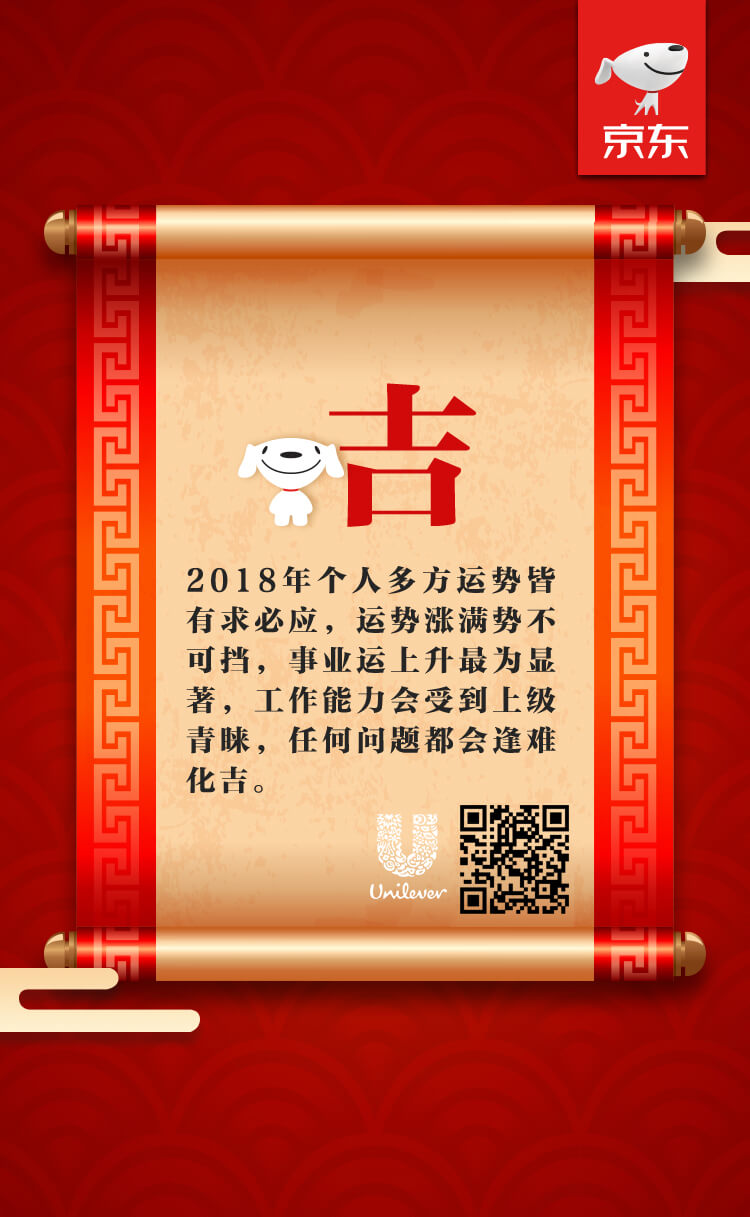 京东
吉
2018年个人多方运势皆
有求必应，运势涨满势不
可挡，事业运上升最为显
著，工作能力会受到上级
青睐，任何问题都会逢难
化吉。
Unilever